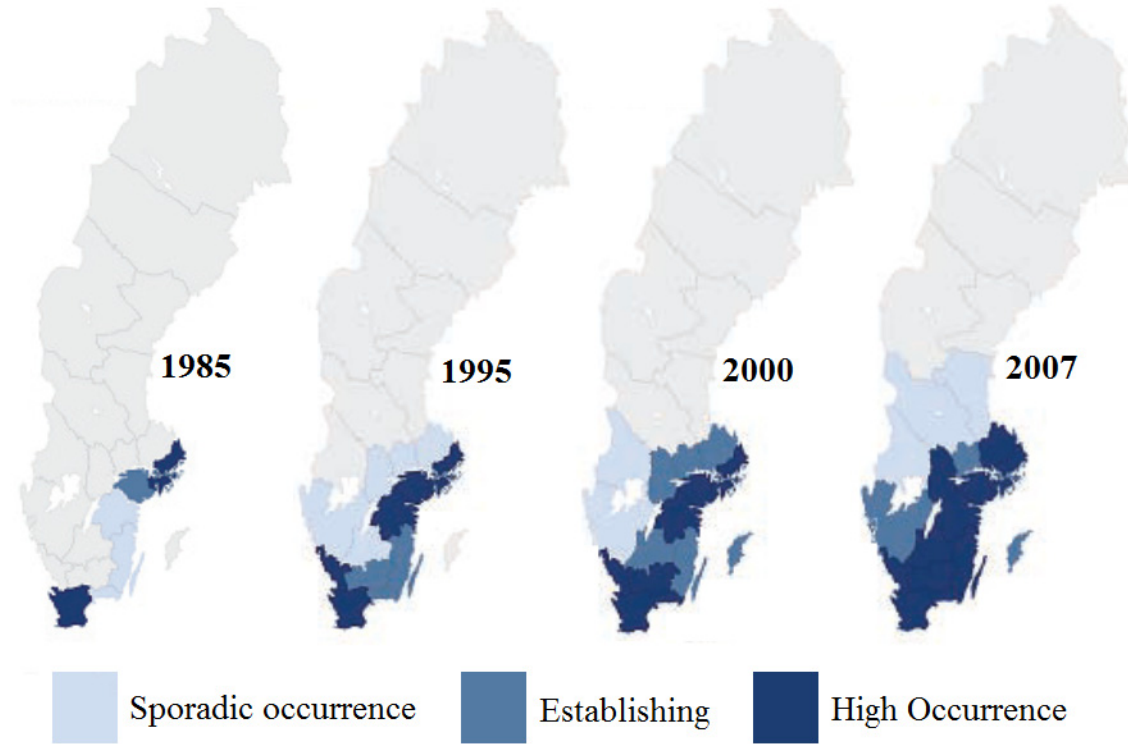 1985
1995
2000
2007
Sporadic occurrence
Establishing
High Occurrence